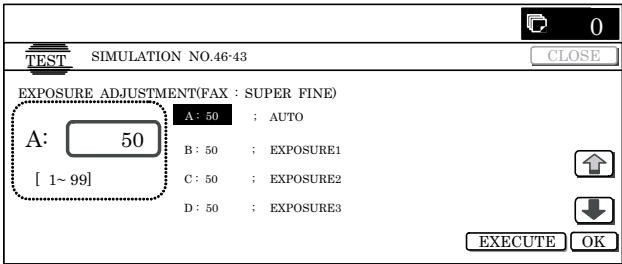 0
TEST SIMULATION NO.46-43 CLOSE
EXPOSURE ADJUSTMENT(FAX : SUPER FINE)
A: 50
[ 1~ 99]
A : 50 ; AUTO
B : 50 ; EXPOSURE1
C : 50 ; EXPOSURE2
D : 50 ; EXPOSURE3
EXECUTE OK